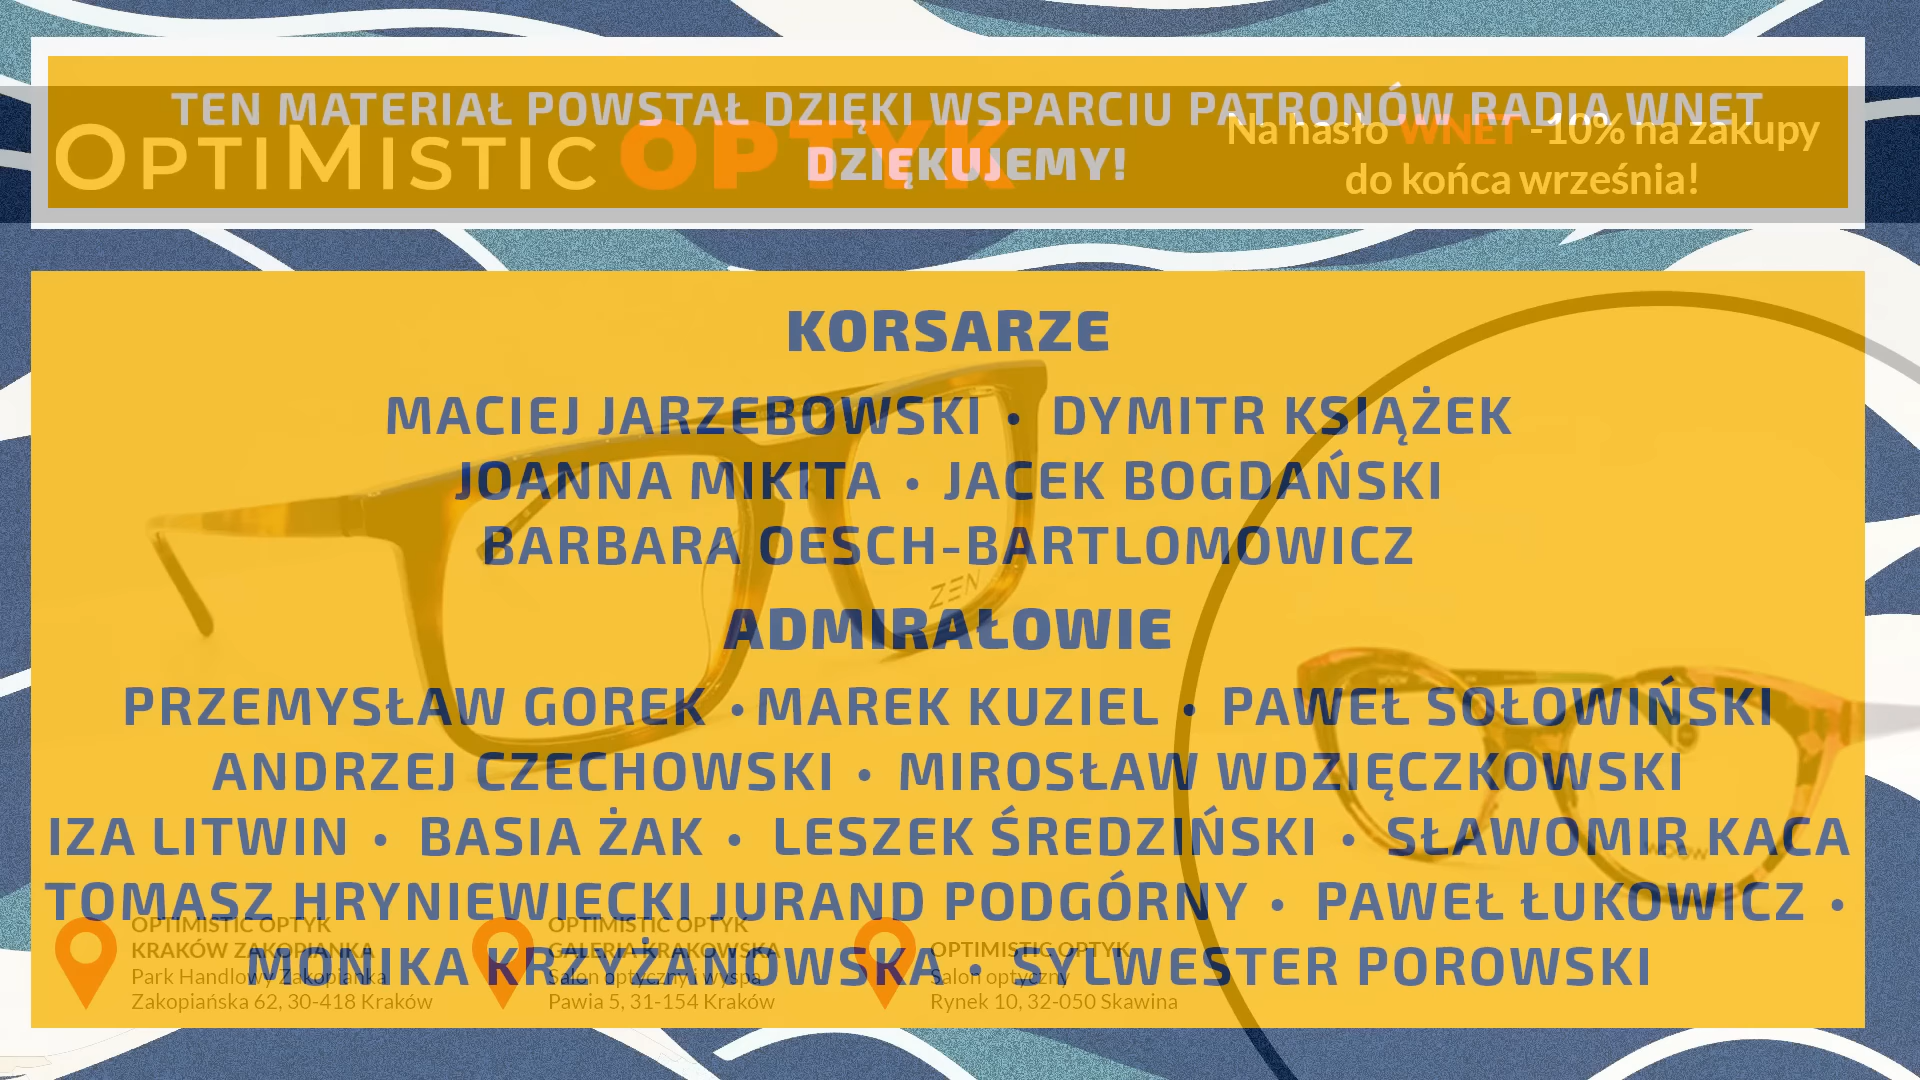 TEN MATERIAŁ POWSTAŁ DZIĘKI WSPARCIU PATRONÓW RADIA WNET
DZIĘKUJEMY!
OPTIMISTIC OPTYK
Na hasło WNET -10% na zakupy
do końca września!
KORSARZE
MACIEJ JARZEBOWSKI • DYMITR KSIĄŻEK
JOANNA MIKITA • JACEK BOGDAŃSKI
BARBARA OESCH-BARTLOMOWICZ
ZEN
ADMIRAŁOWIE
PRZEMYSŁAW GOREK •MAREK KUZIEL • PAWEŁ SOŁOWIŃSKI
ANDRZEJ CZECHOWSKI • MIROSŁAW WDZIĘCZKOWSKI
IZA LITWIN • BASIA ŻAK • LESZEK ŚREDZIŃSKI • SŁAWOMIR KACA
WOOW
TOMASZ HRYNIEWIECKI JURAND PODGÓRNY • PAWEŁ ŁUKOWICZ •
MONIKA KRZYŻANOWSKA • SYLWESTER POROWSKI
OPTIMISTIC OPTYK
KRAKÓW ZAKOPIANKA
Park Handlowy Zakopianka
Zakopiańska 62, 30-418 Kraków
OPTIMISTIC OPTYK
GALERIA KRAKOWSKA
Salon optyczny i wyspa
Pawia 5, 31-154 Kraków
OPTIMISTIC OPTYK
Salon optyczny
Rynek 10, 32-050 Skawina